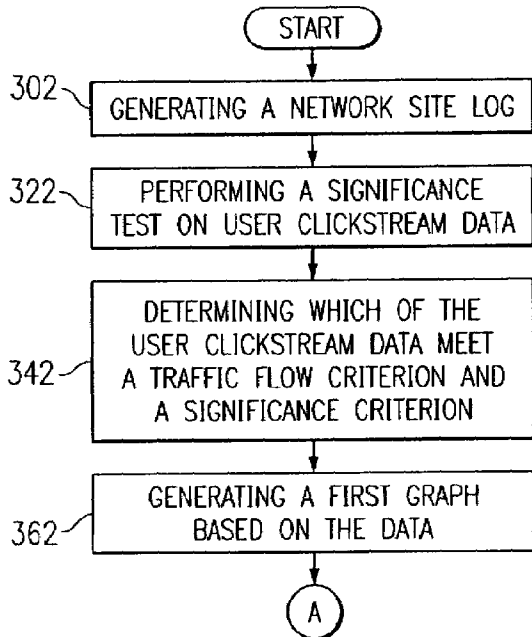 START
302
GENERATING A NETWORK SITE LOG
322
PERFORMING A SIGNIFICANCE
TEST ON USER CLICKSTREAM DATA
342
DETERMINING WHICH OF THE
USER CLICKSTREAM DATA MEET
A TRAFFIC FLOW CRITERION AND
A SIGNIFICANCE CRITERION
362
GENERATING A FIRST GRAPH
BASED ON THE DATA
A